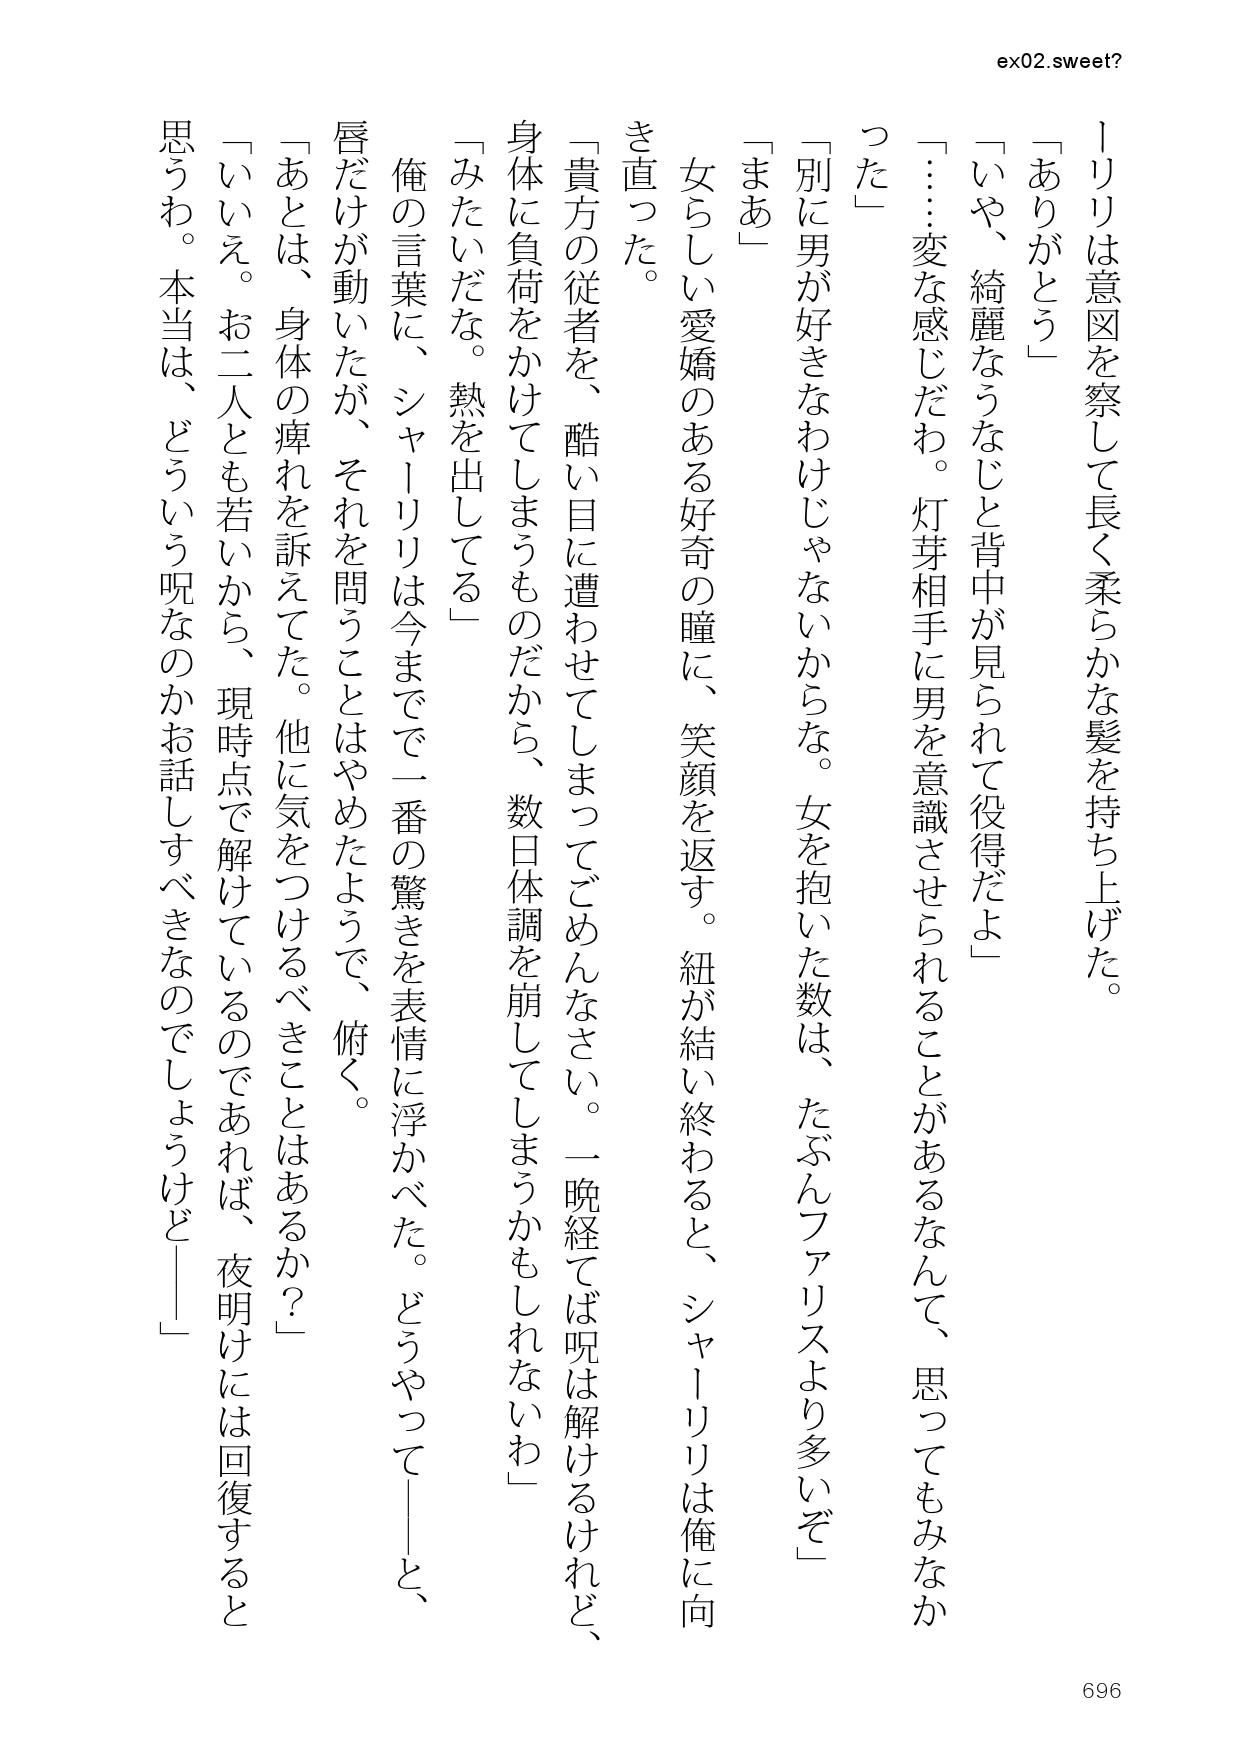 ex02.sweet?
ーリリは意図を察して長く柔らかな髪を持ち上げた。
「ありがとう」
「いや、綺麗なうなじと背中が見られて役得だよ」
「……変な感じだわ。灯芽相手に男を意識させられることがあるなんて、思ってもみなか
った」
「別に男が好きなわけじゃないからな。女を抱いた数は、たぶんファリスより多いぞ」
「まあ」
　女らしい愛嬌のある好奇の瞳に、笑顔を返す。紐が結い終わると、シャーリリは俺に向
き直った。
「貴方の従者を、酷い目に遭わせてしまってごめんなさい。一晩経てば呪は解けるけれど、
身体に負荷をかけてしまうものだから、数日体調を崩してしまうかもしれないわ」
「みたいだな。熱を出してる」
　俺の言葉に、シャーリリは今までで一番の驚きを表情に浮かべた。どうやって――と、
唇だけが動いたが、それを問うことはやめたようで、俯く。
「あとは、身体の痺れを訴えてた。他に気をつけるべきことはあるか？」
「いいえ。お二人とも若いから、現時点で解けているのであれば、夜明けには回復すると
思うわ。本当は、どういう呪なのかお話しすべきなのでしょうけど――」
696